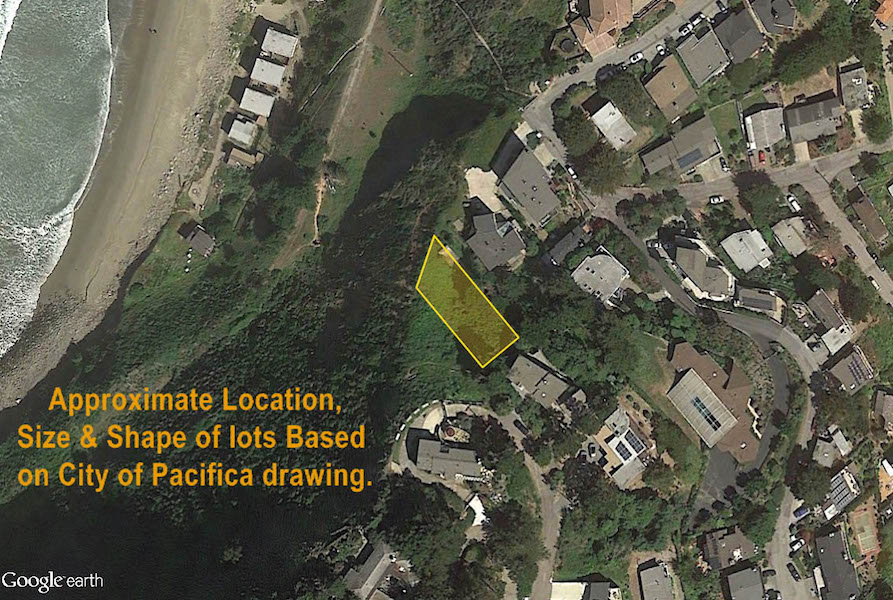 Approximate Location,
Size & Shape of lots Based
on City of Pacifica drawing.
Google earth